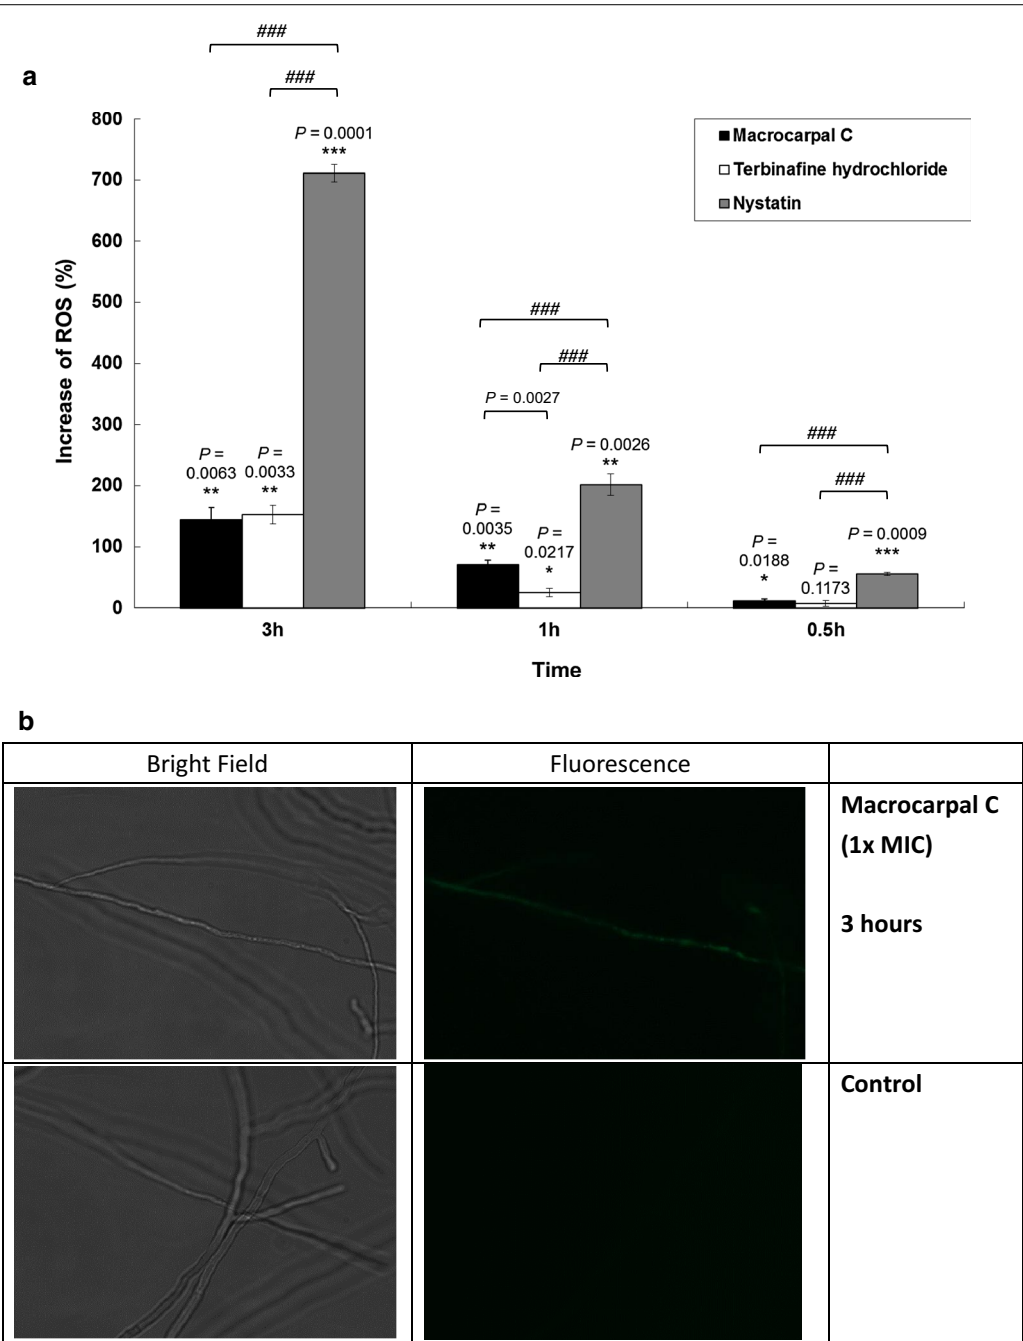 a
###
###
P = 0.0001
***
800
700
600
500
400
300
200
100
0
Increase of ROS (%)
Macrocarpal C
Terbinafine hydrochloride
Nystatin
P =
0.0063
**
P =
0.0033
**
###
###
P = 0.0027
P = 0.0026
**
P =
0.0035
**
P =
0.0217
*
###
###
P = 0.0009
***
P =
0.0188
*
P =
0.1173
3h
1h
0.5h
Time
b
Bright Field
Fluorescence
Macrocarpal C
(1x MIC)
3 hours
Control